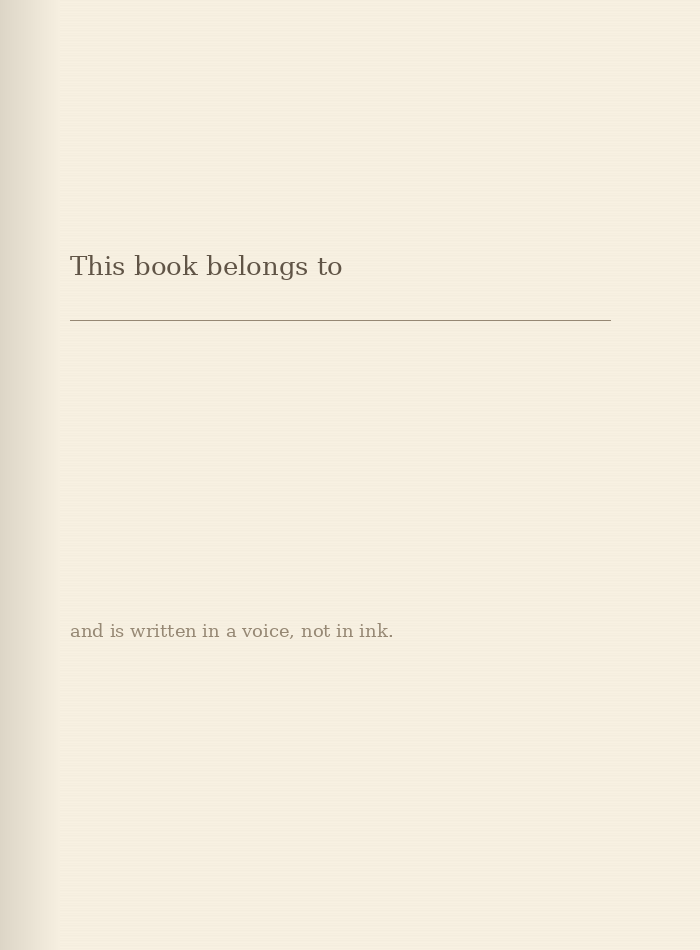 This book belongs to
and is written in a voice, not in ink.